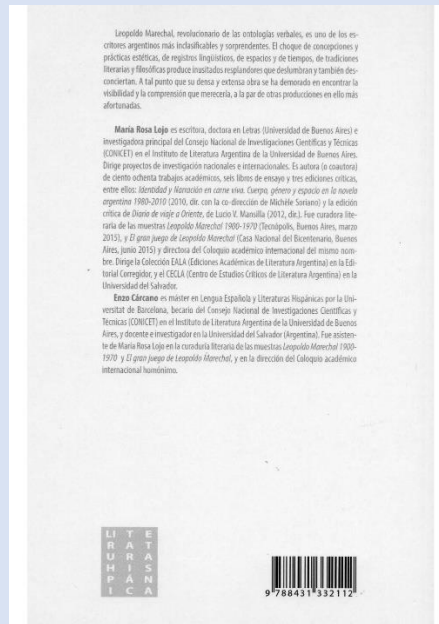 Leopoldo Marechal, revolucionario de las ontologías verbales, es uno de los es-
critores argentinos más inclasificables y sorprendentes. El choque de concepciones y
prácticas estéticas, de registros lingüísticos, de espacios y de tiempos, de tradiciones
literarias y filosóficas produce inusitados resplandores que deslumbran y también des-
conciertan. A tal punto que su densa y extensa obra se ha demorado en encontrar la
visibilidad y la comprensión que merecería, a la par de otras producciones en ello más
afortunadas.
María Rosa Lojo es escritora, doctora en Letras (Universidad de Buenos Aires) e
investigadora principal del Consejo Nacional de Investigaciones Científicas y Técnicas
(CONICET) en el Instituto de Literatura Argentina de la Universidad de Buenos Aires.
Dirige proyectos de investigación nacionales e internacionales. Es autora (o coautora)
de ciento ochenta trabajos académicos, seis libros de ensayo y tres ediciones críticas,
entre ellos: Identidad y Narración en carne viva. Cuerpo, género y espacio en la novela
argentina 1980-2010 (2010, dir. con la co-dirección de Michèle Soriano) y la edición
crítica de Diario de viaje a Oriente, de Lucio V. Mansilla (2012, dir.). Fue curadora lite-
raria de las muestras Leopoldo Marechal 1900-1970 (Tecnópolis, Buenos Aires, marzo
2015), y El gran juego de Leopoldo Marechal (Casa Nacional del Bicentenario, Buenos
Aires, junio 2015) y directora del Coloquio académico internacional del mismo nom-
bre. Dirige la Colección EALA (Ediciones Académicas de Literatura Argentina) en la Edi-
torial Corregidor, y el CECLA (Centro de Estudios Críticos de Literatura Argentina) en la
Universidad del Salvador.
Enzo Cárcano es máster en Lengua Española y Literaturas Hispánicas por la Uni-
versitat de Barcelona, becario del Consejo Nacional de Investigaciones Científicas y
Técnicas (CONICET) en el Instituto de Literatura Argentina de la Universidad de Buenos
Aires, y docente e investigador en la Universidad del Salvador (Argentina). Fue asisten-
te de María Rosa Lojo en la curaduría literaria de las muestras Leopoldo Marechal 1900-
1970 y El gran juego de Leopoldo Marechal, y en la dirección del Coloquio académico
internacional homónimo.
LI T E
R A T
U R A
H I S
P Á N
I C A
9 788431 332112